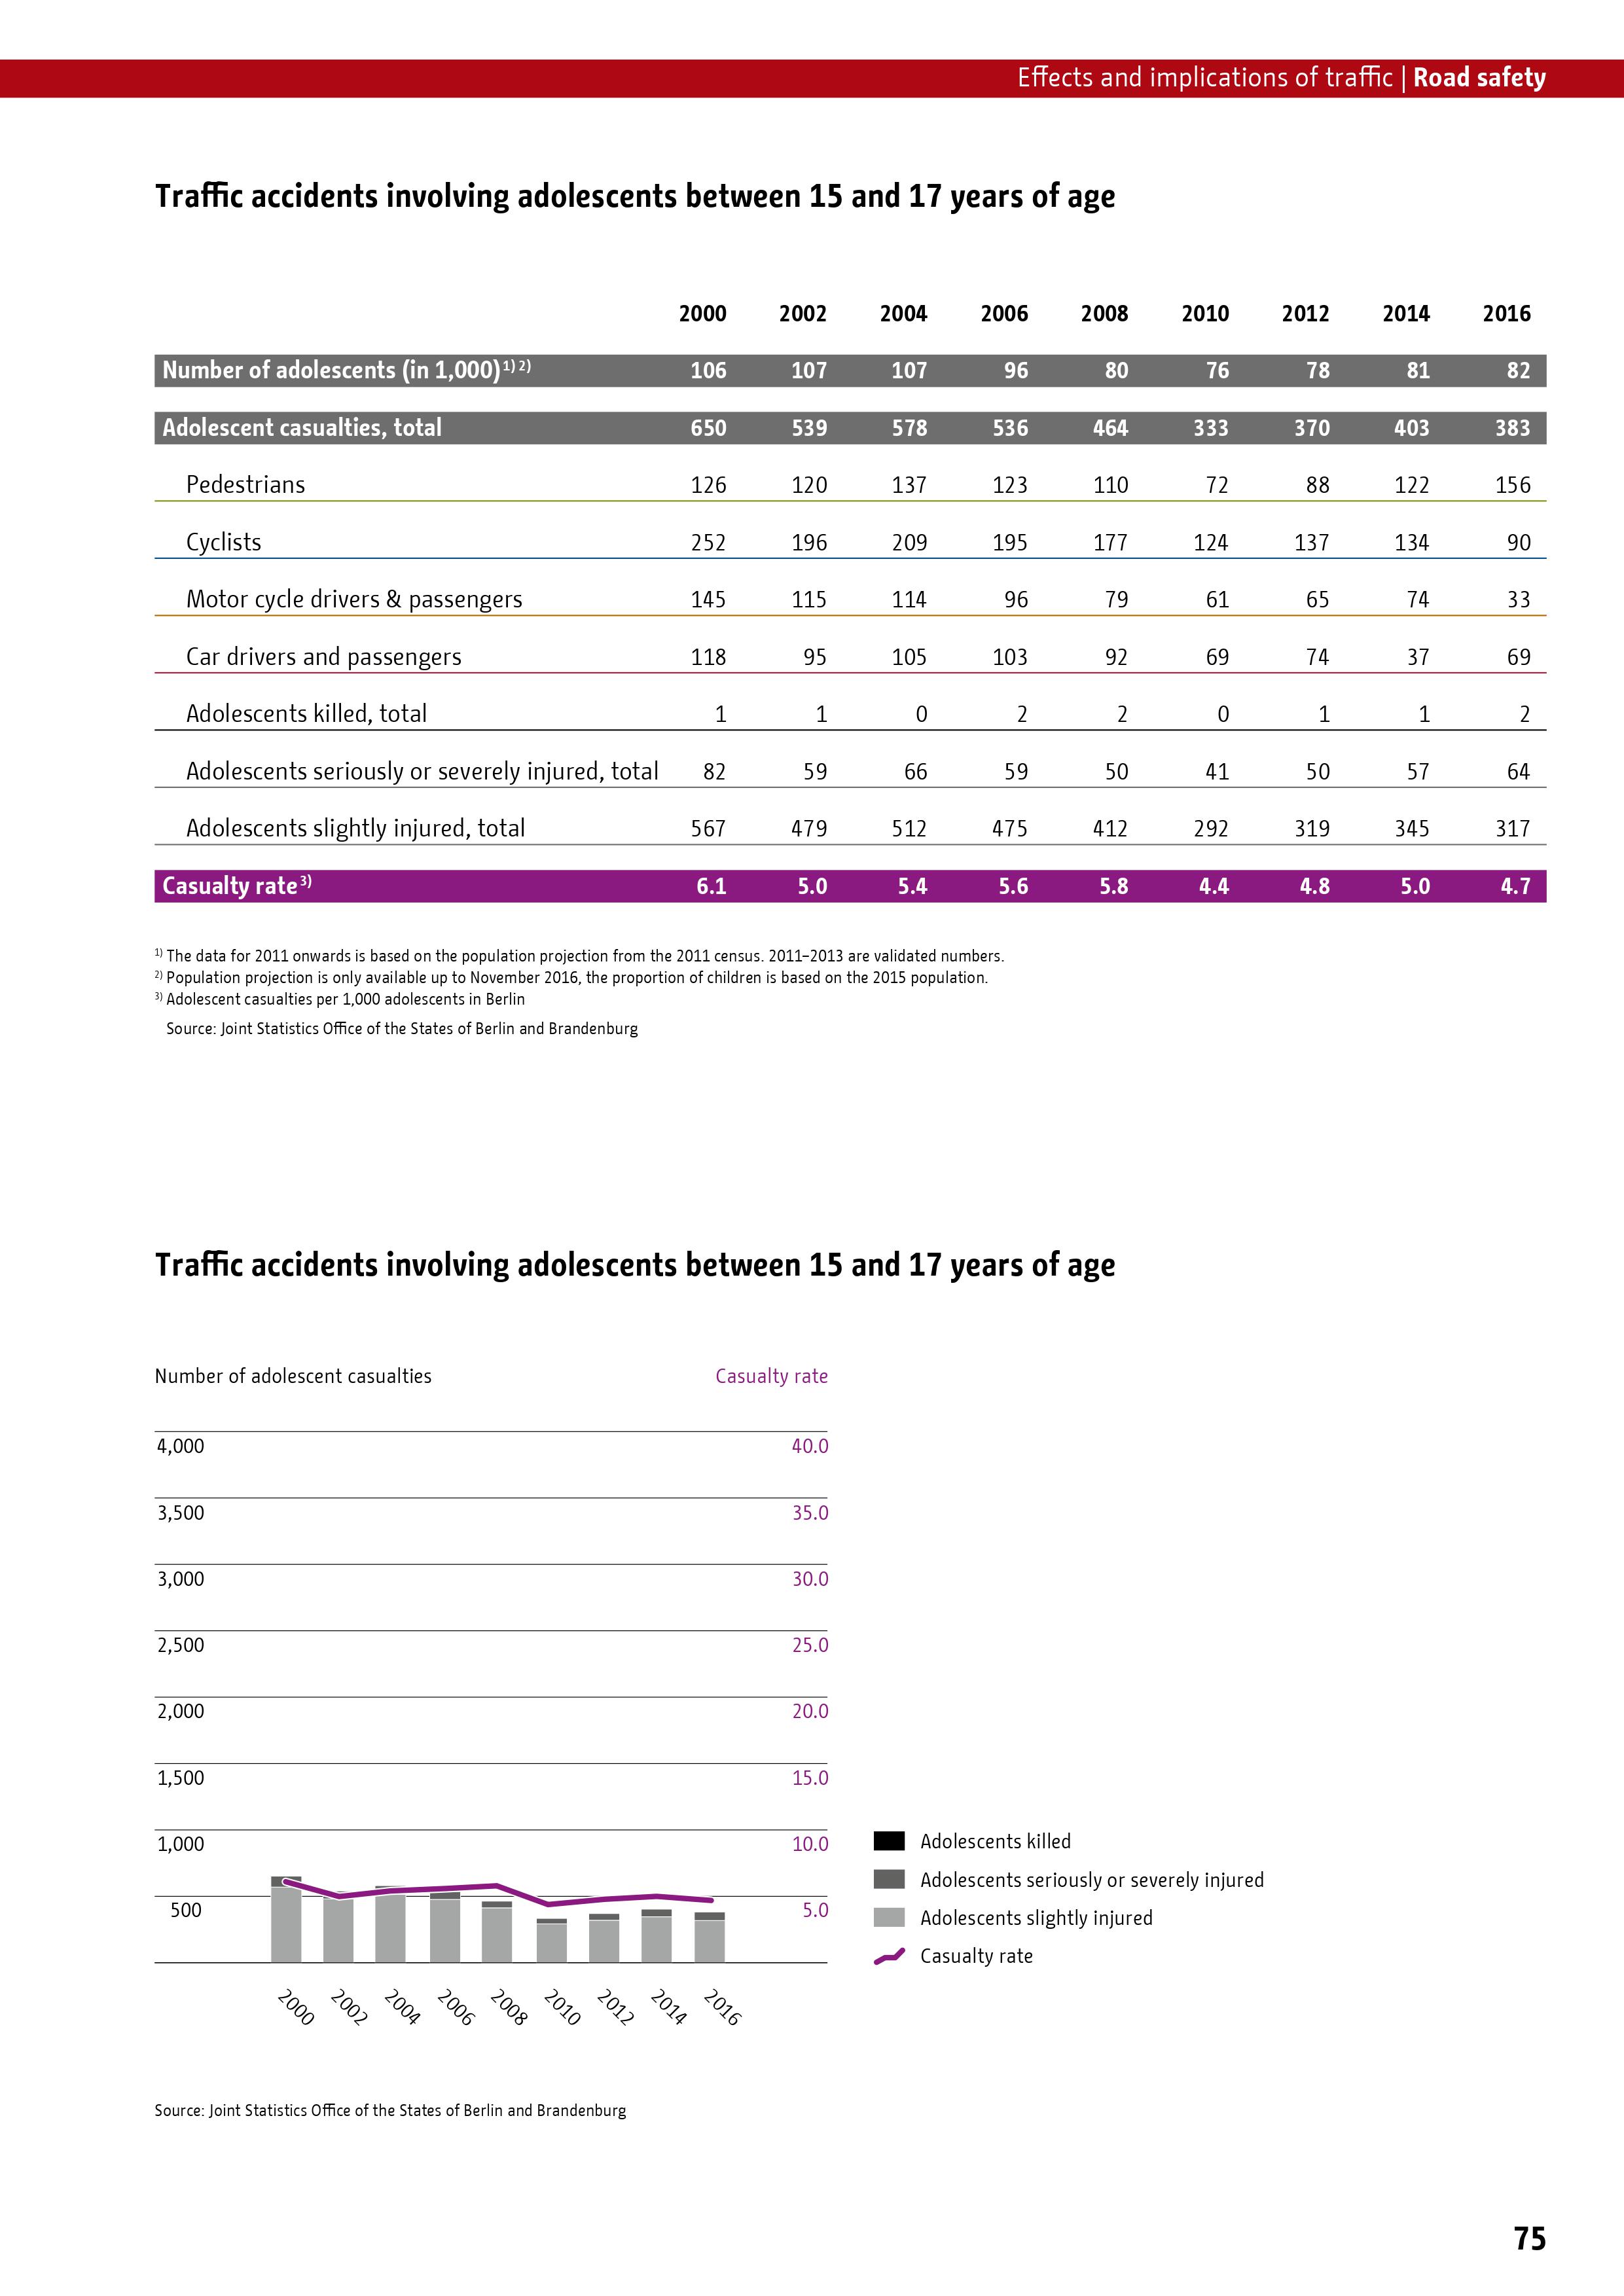 Effects and implications of traffic | Road safety
Traffic accidents involving adolescents between 15 and 17 years of age
2000 2002 2004 2006 2008 2010 2012 2014 2016
Number of adolescents (in 1,000) 1) 2) 106 107 107 96 80 76 78 81 82
Adolescent casualties, total 650 539 578 536 464 333 370 403 383
Pedestrians 126 120 137 123 110 72 88 122 156
Cyclists 252 196 209 195 177 124 137 134 90
Motor cycle drivers & passengers 145 115 114 96 79 61 65 74 33
Car drivers and passengers 118 95 105 103 92 69 74 37 69
Adolescents killed, total 1 1 0 2 2 0 1 1 2
Adolescents seriously or severely injured, total 82 59 66 59 50 41 50 57 64
Adolescents slightly injured, total 567 479 512 475 412 292 319 345 317
Casualty rate 3) 6.1 5.0 5.4 5.6 5.8 4.4 4.8 5.0 4.7
1) The data for 2011 onwards is based on the population projection from the 2011 census. 2011–2013 are validated numbers.
2) Population projection is only available up to November 2016, the proportion of children is based on the 2015 population.
3) Adolescent casualties per 1,000 adolescents in Berlin
Source: Joint Statistics Office of the States of Berlin and Brandenburg
Traffic accidents involving adolescents between 15 and 17 years of age
Number of adolescent casualties Casualty rate
4,000 40.0
3,500 35.0
3,000 30.0
2,500 25.0
2,000 20.0
1,500 15.0
1,000 10.0
500 5.0
Adolescents killed
Adolescents seriously or severely injured
Adolescents slightly injured
Casualty rate
2000 2002 2004 2006 2008 2010 2012 2014 2016
Source: Joint Statistics Office of the States of Berlin and Brandenburg
75